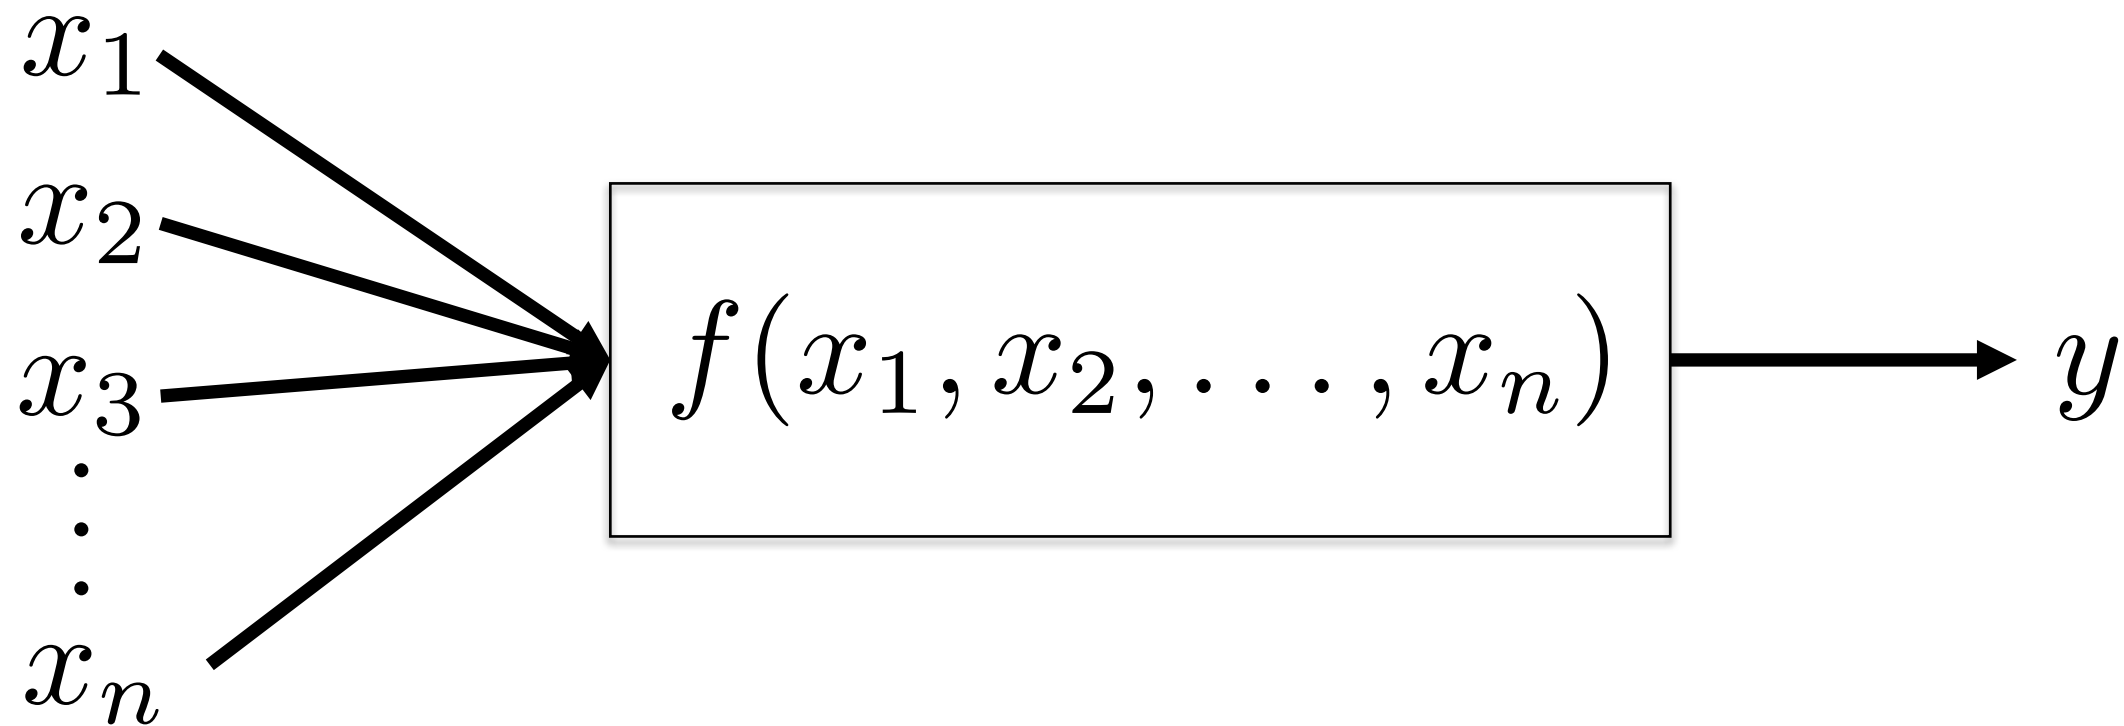 x₁
x₂
x₃
.
.
.
xₙ
f(x₁, x₂, . . . , xₙ)
y